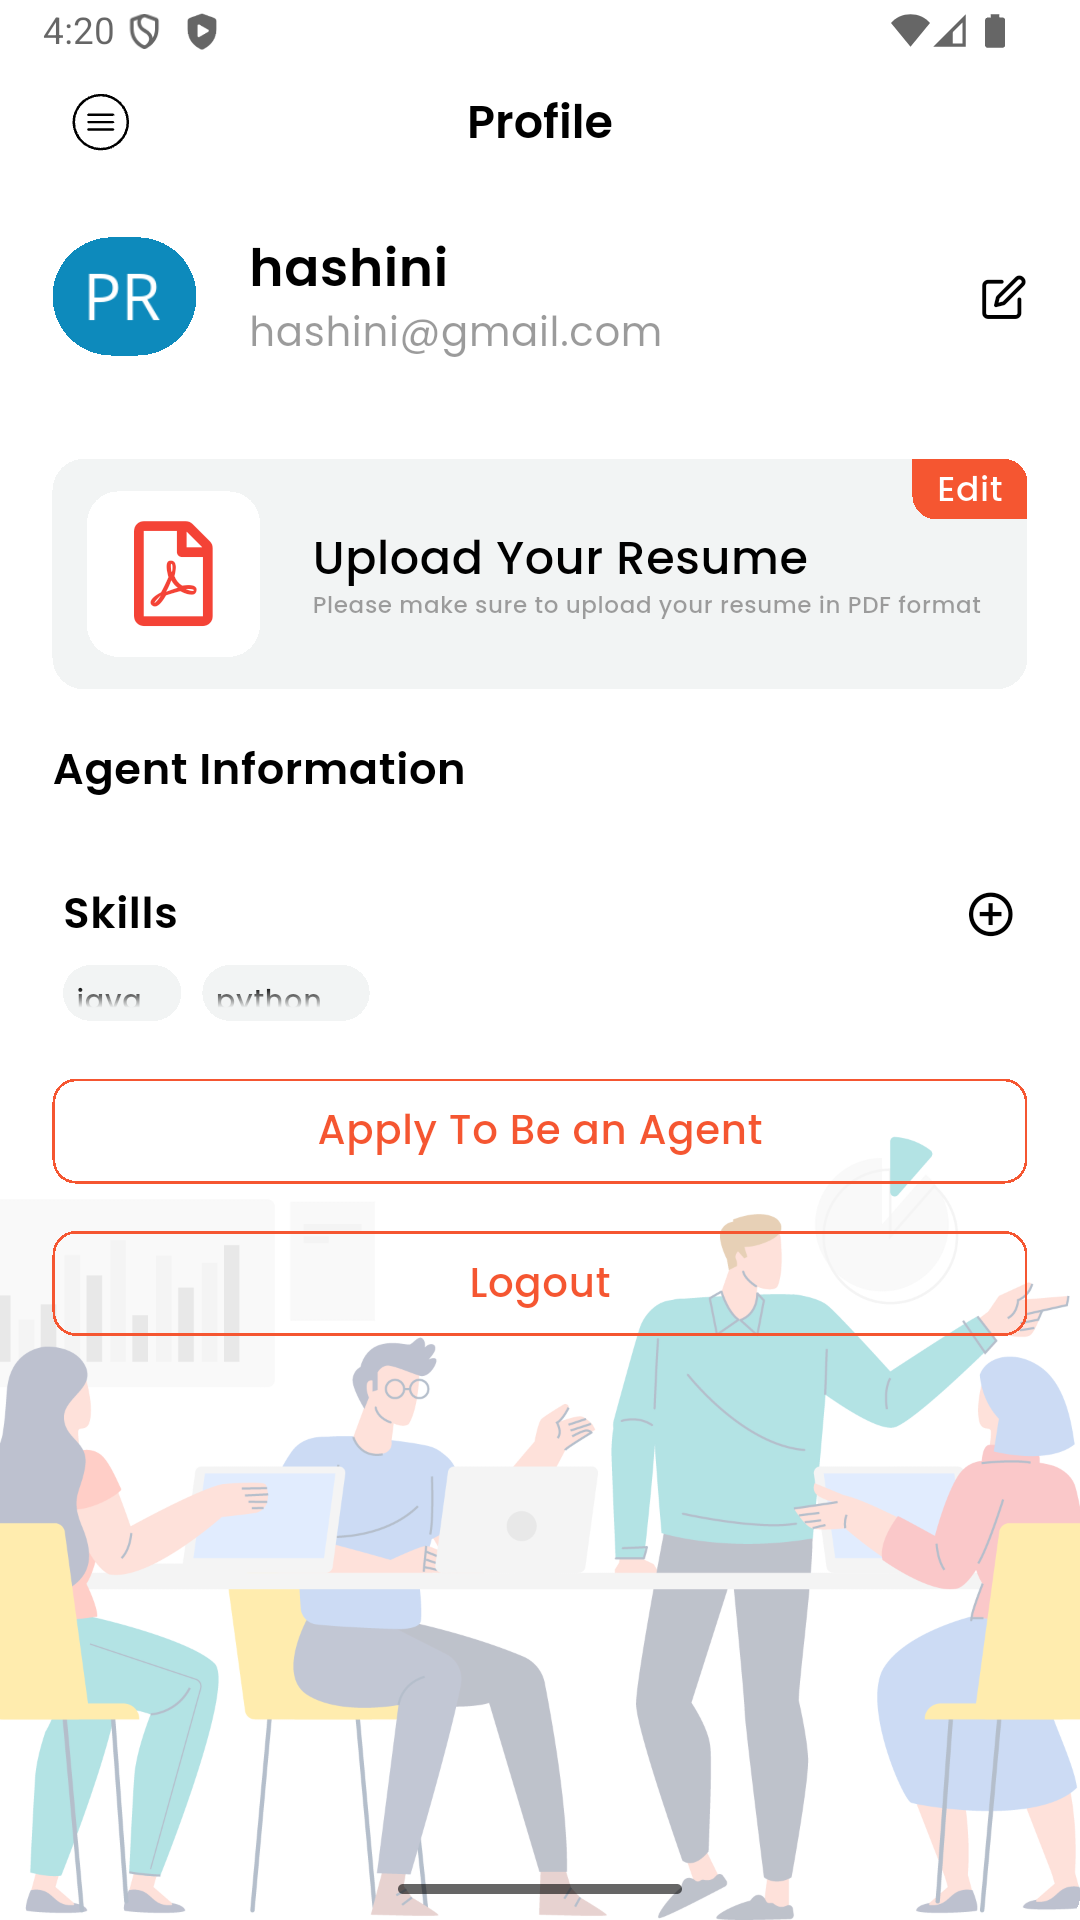 4:20
Profile
PR
hashini
hashini@gmail.com
Edit
Upload Your Resume
Please make sure to upload your resume in PDF format
Agent Information
Skills
java python
Apply To Be an Agent
Logout